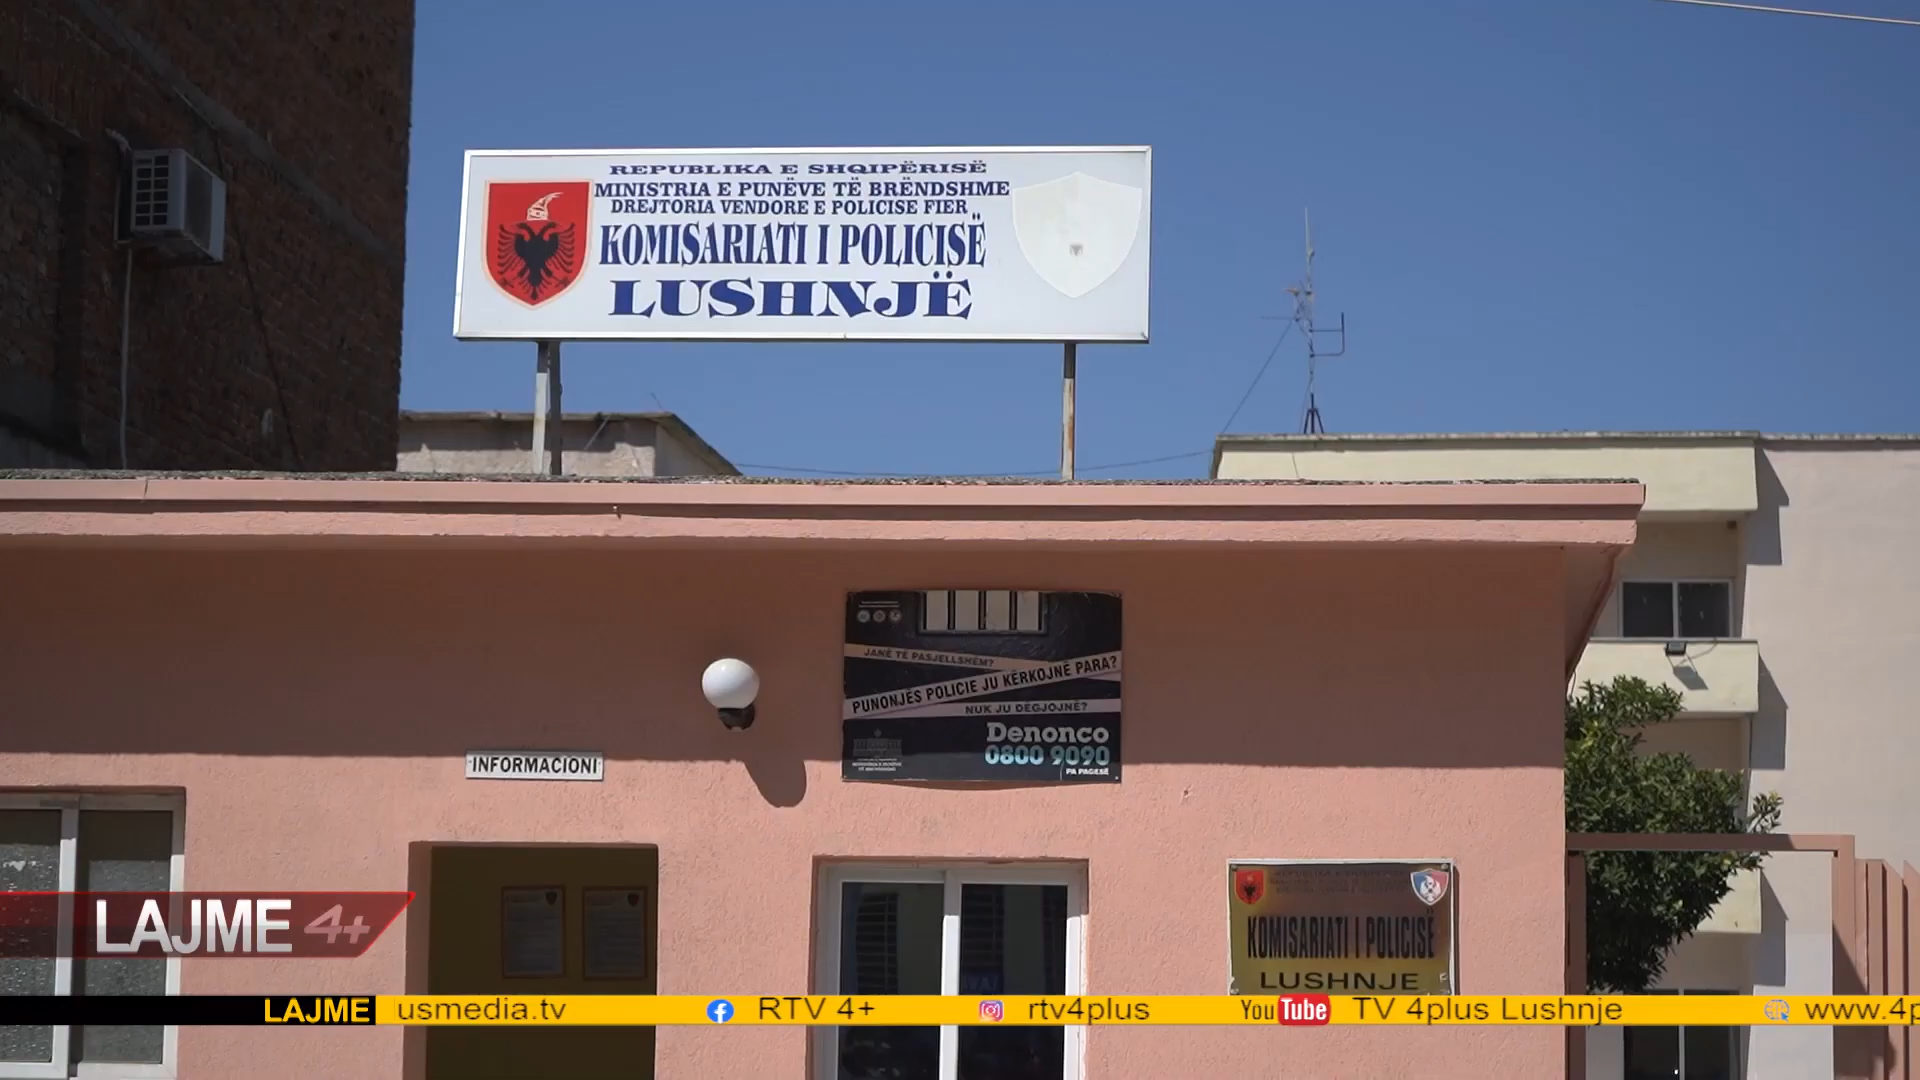 REPUBLIKA E SHQIPËRISË
MINISTRIA E PUNËVE TË BRËNDSHME
DREJTORIA VENDORE E POLICISE FIER
KOMISARIATI I POLICISË
LUSHNJË
JANË TË PASJELLSHËM?
PUNONJËS POLICIE JU KËRKOJNË PARA?
NUK JU DËGJOJNË?
Denonco
0800 9090
PA PAGESË
INFORMACIONI
KOMISARIATI I POLICISË
LUSHNJE
LAJME 4+
LAJME usmedia.tv RTV 4+ rtv4plus YouTube TV 4plus Lushnje www.4p